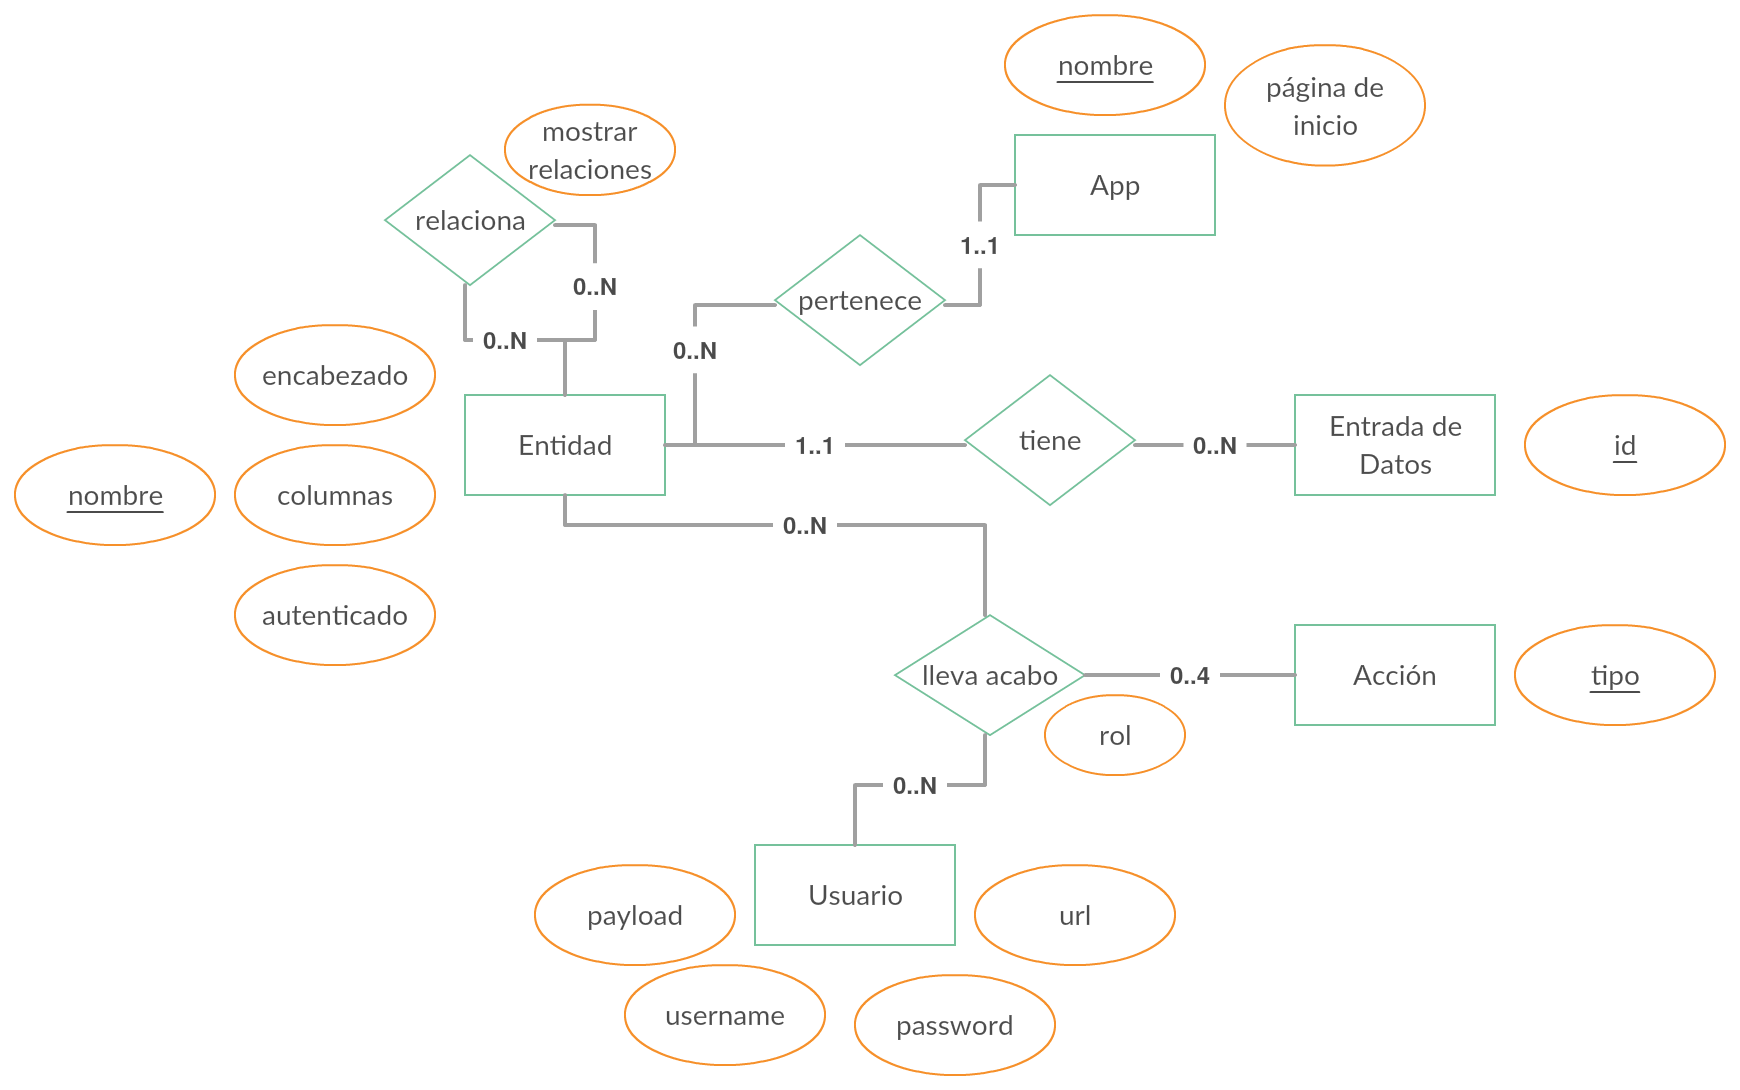 nombre
página de
inicio
mostrar
relaciones
App
relaciona
1..1
0..N
pertenece
0..N
0..N
encabezado
Entidad
1..1
tiene
0..N
Entrada de
Datos
id
nombre
columnas
0..N
autenticado
lleva acabo
0..4
Acción
tipo
rol
0..N
Usuario
payload
url
username
password